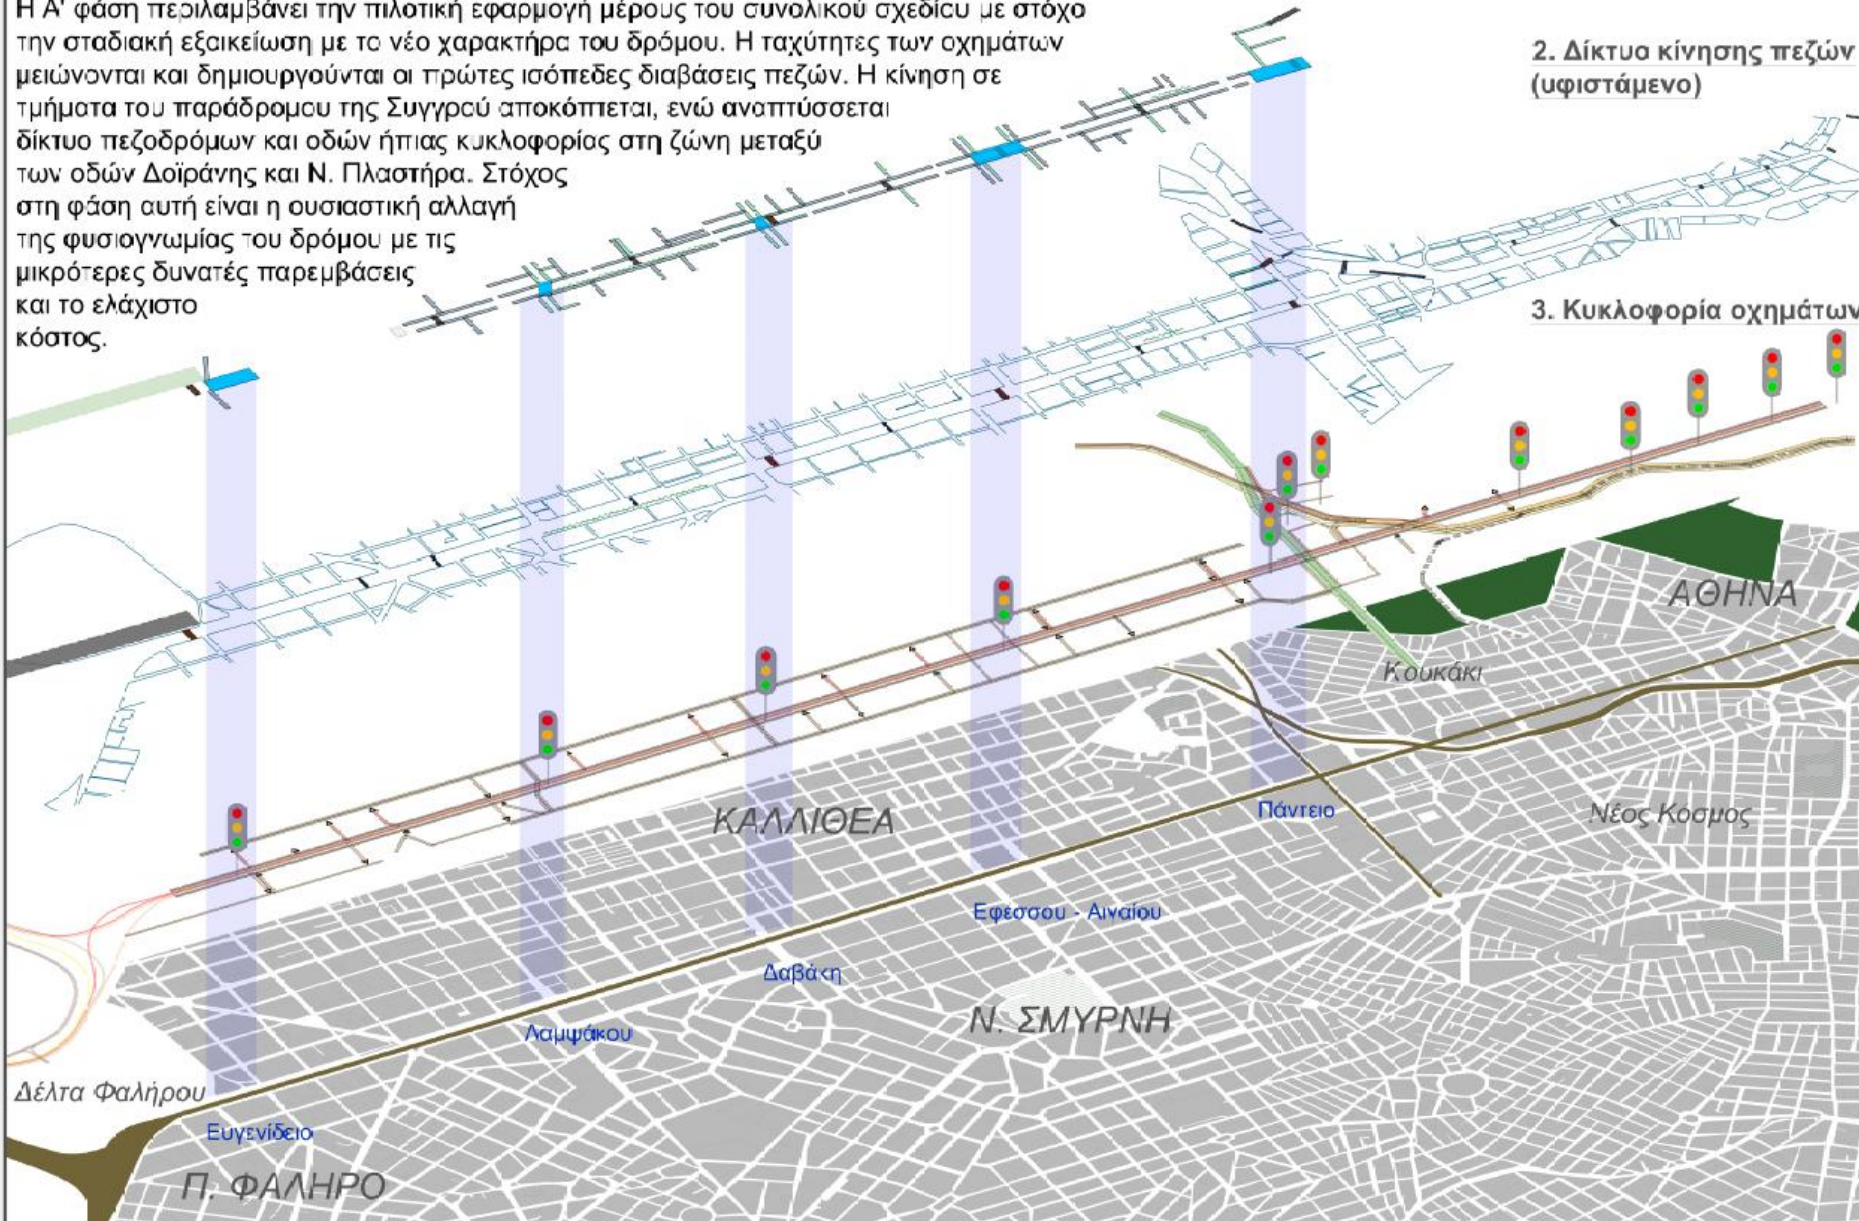 Η Α' φάση περιλαμβάνει την πιλοτική εφαρμογή μέρους του συνολικού σχεδίου με στόχο
την σταδιακή εξοικείωση με το νέο χαρακτήρα του δρόμου. Η ταχύτητες των οχημάτων
μειώνονται και δημιουργούνται οι πρώτες ισόπεδες διαβάσεις πεζών. Η κίνηση σε
τμήματα του παράδρομου της Συγγρού αποκόπτεται, ενώ αναπτύσσεται
δίκτυο πεζοδρόμων και οδών ήπιας κυκλοφορίας στη ζώνη μεταξύ
των οδών Δοϊράνης και Ν. Πλαστήρα. Στόχος
στη φάση αυτή είναι η ουσιαστική αλλαγή
της φυσιογνωμίας του δρόμου με τις
μικρότερες δυνατές παρεμβάσεις
και το ελάχιστο
κόστος.
2. Δίκτυο κίνησης πεζών
(υφιστάμενο)
3. Κυκλοφορία οχημάτων
ΑΘΗΝΑ
Κουκάκι
ΚΑΛΛΙΘΕΑ
Πάντειο
Νέος Κόσμος
Εφέσσου - Αιγαίου
Δαβάκη
Ν. ΣΜΥΡΝΗ
Λαμψάκου
Δέλτα Φαλήρου
Ευγενίδειο
Π. ΦΑΛΗΡΟ